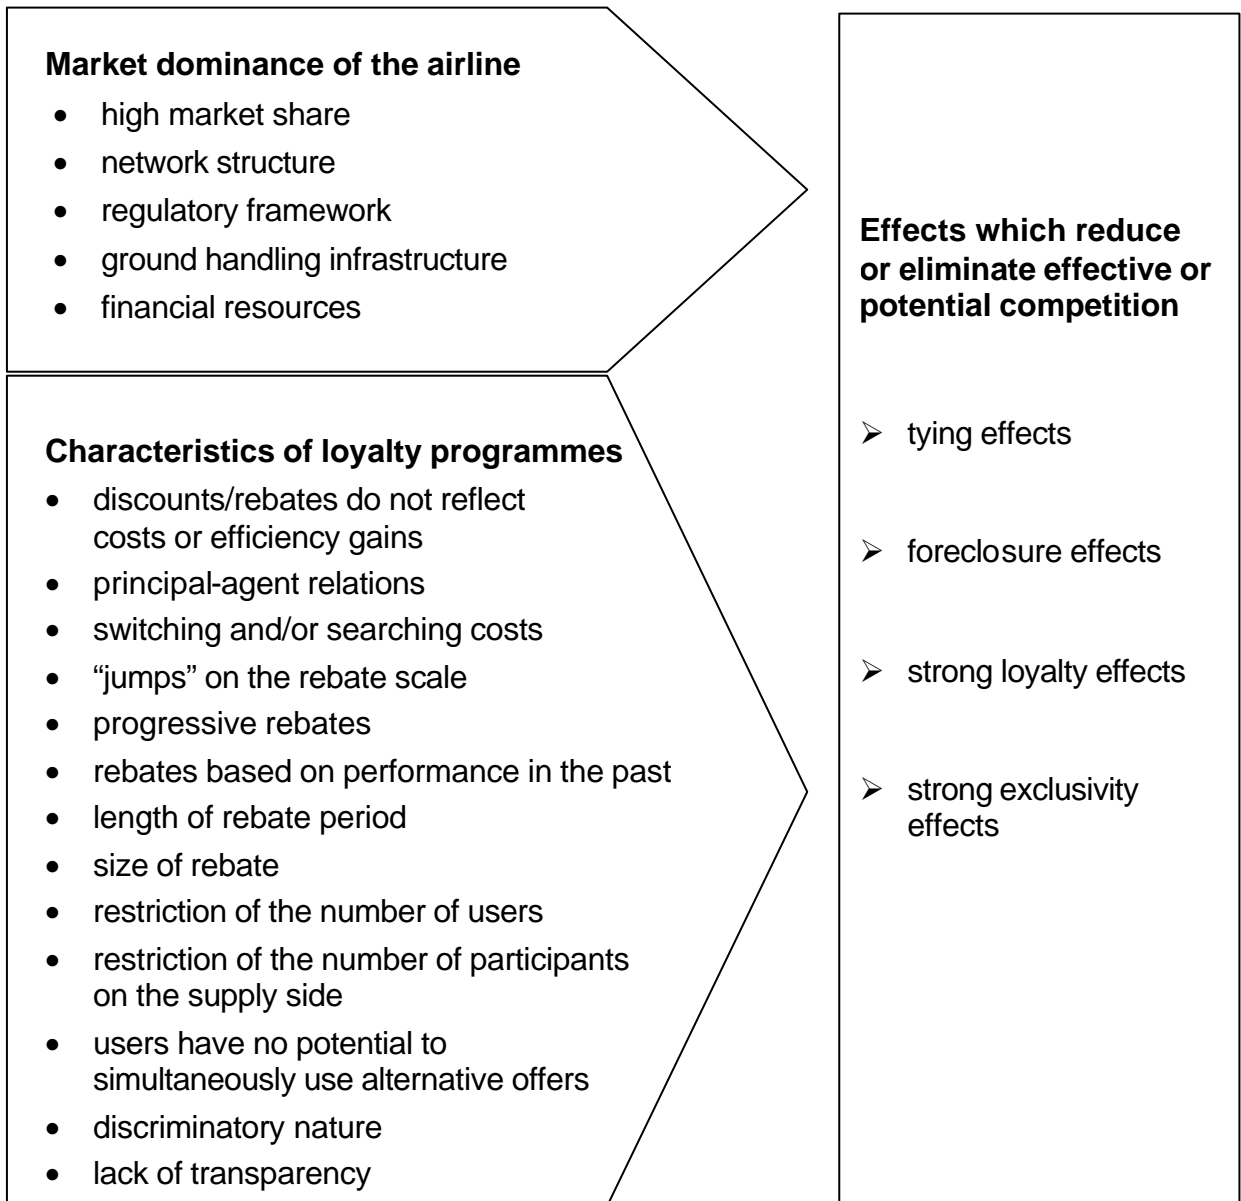 Market dominance of the airline
• high market share
• network structure
• regulatory framework
• ground handling infrastructure
• financial resources
Characteristics of loyalty programmes
• discounts/rebates do not reflect
costs or efficiency gains
• principal-agent relations
• switching and/or searching costs
• “jumps” on the rebate scale
• progressive rebates
• rebates based on performance in the past
• length of rebate period
• size of rebate
• restriction of the number of users
• restriction of the number of participants
on the supply side
• users have no potential to
simultaneously use alternative offers
• discriminatory nature
• lack of transparency
Effects which reduce
or eliminate effective or
potential competition
➢ tying effects
➢ foreclosure effects
➢ strong loyalty effects
➢ strong exclusivity
effects